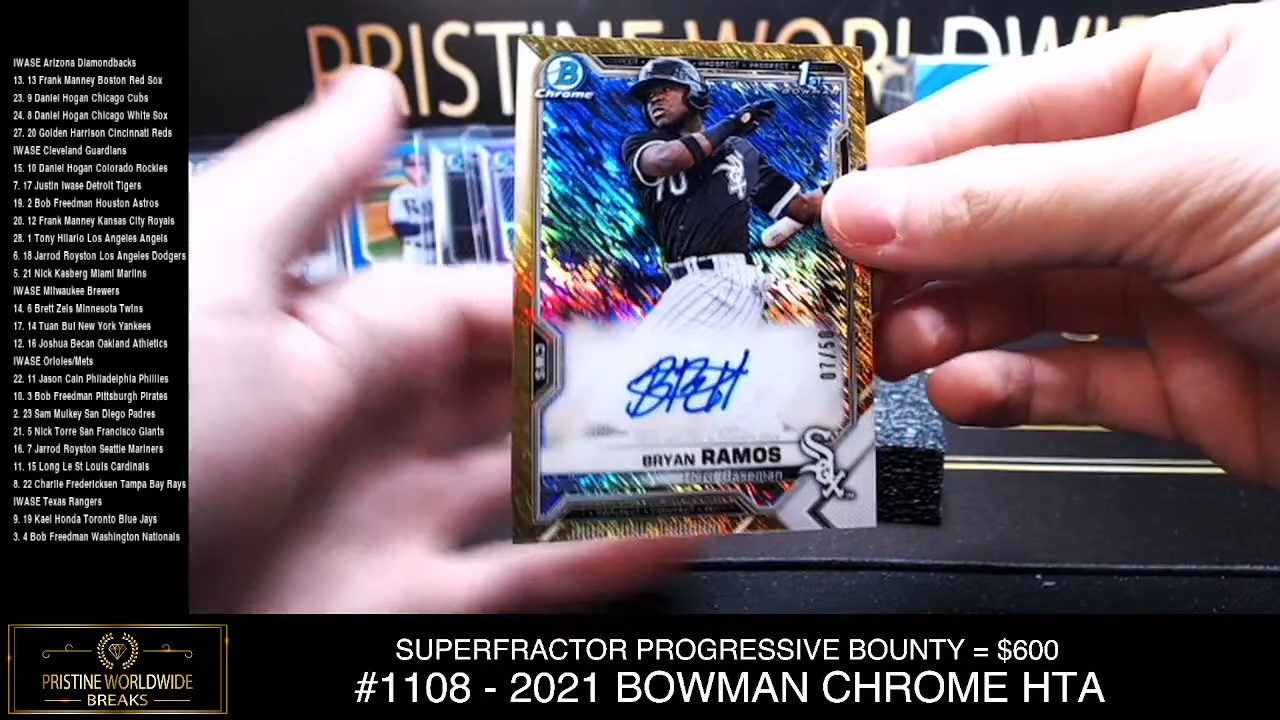 IWASE Arizona Diamondbacks
13. 13 Frank Manney Boston Red Sox
23. 9 Daniel Hogan Chicago Cubs
24. 8 Daniel Hogan Chicago White Sox
27. 20 Golden Harrison Cincinnati Reds
IWASE Cleveland Guardians
15. 10 Daniel Hogan Colorado Rockies
7. 17 Justin Iwase Detroit Tigers
19. 2 Bob Freedman Houston Astros
20. 12 Frank Manney Kansas City Royals
28. 1 Tony Hilario Los Angeles Angels
6. 18 Jarrod Royston Los Angeles Dodgers
5. 21 Nick Kasberg Miami Marlins
IWASE Milwaukee Brewers
14. 6 Brett Zels Minnesota Twins
17. 14 Tuan Bui New York Yankees
12. 16 Joshua Becan Oakland Athletics
IWASE Orioles/Mets
22. 11 Jason Cain Philadelphia Phillies
10. 3 Bob Freedman Pittsburgh Pirates
2. 23 Sam Mulkey San Diego Padres
21. 5 Nick Torre San Francisco Giants
16. 7 Jarrod Royston Seattle Mariners
11. 15 Long Le St Louis Cardinals
8. 22 Charlie Fredericksen Tampa Bay Rays
IWASE Texas Rangers
9. 19 Kael Honda Toronto Blue Jays
3. 4 Bob Freedman Washington Nationals
PRISTINE WORLDWIDE
B
Chrome
PROSPECT
1ST
BOWMAN
70
07/50
BRYAN RAMOS
Third Baseman
Sox
PRISTINE WORLDWIDE
BREAKS
SUPERFRACTOR PROGRESSIVE BOUNTY = $600
#1108 - 2021 BOWMAN CHROME HTA